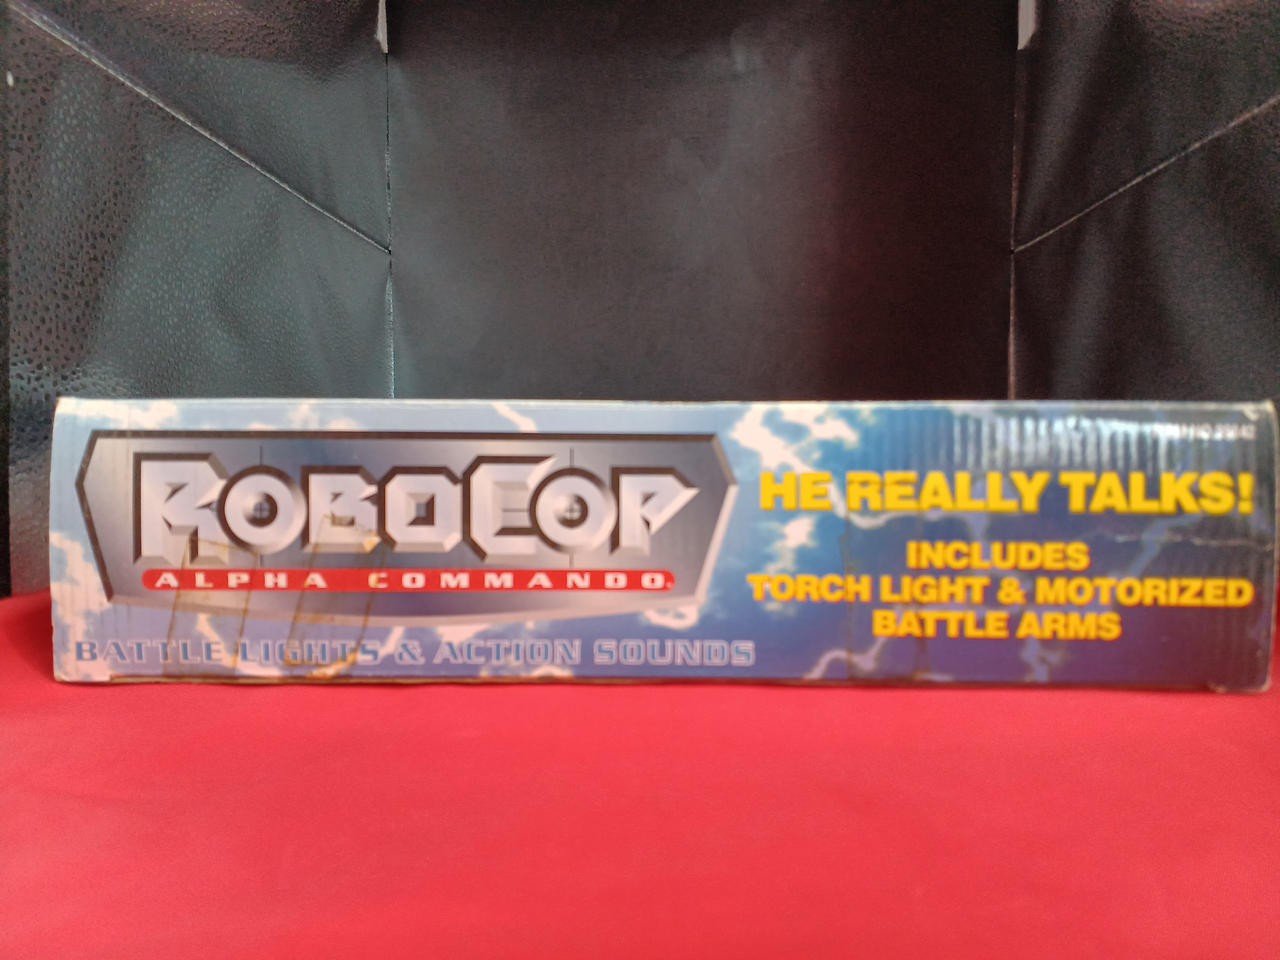 ROBOCOP
ALPHA COMMANDO
BATTLE LIGHTS & ACTION SOUNDS
HE REALLY TALKS!
INCLUDES
TORCH LIGHT & MOTORIZED
BATTLE ARMS